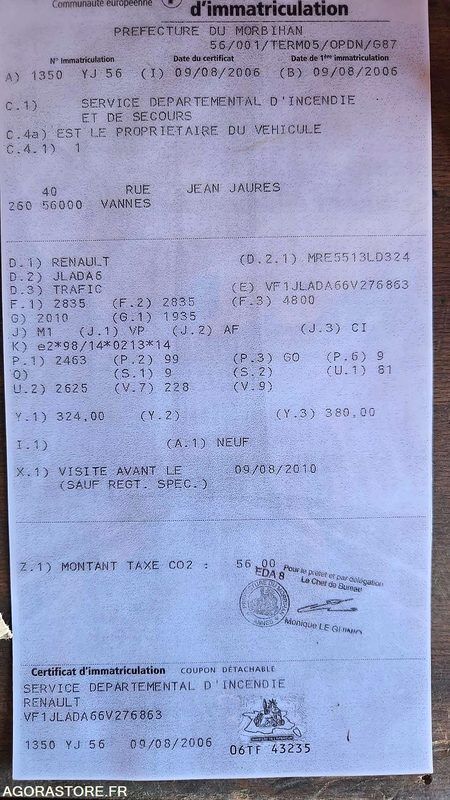 Communauté européenne
d'immatriculation
PREFECTURE DU MORBIHAN
56/001/TERM05/OPDN/G87
N° Immatriculation Date du certificat Date de 1ère immatriculation
A) 1350 YJ 56 (I) 09/08/2006 (B) 09/08/2006
C.1) SERVICE DEPARTEMENTAL D'INCENDIE
ET DE SECOURS
C.4a) EST LE PROPRIETAIRE DU VEHICULE
C.4.1) 1
40 RUE JEAN JAURES
260 56000 VANNES
D.1) RENAULT (D.2.1) MRE5513LD324
D.2) JLADA6
D.3) TRAFIC (E) VF1JLADA66V276863
F.1) 2835 (F.2) 2835 (F.3) 4800
G) 2010 (G.1) 1935
J) M1 (J.1) VP (J.2) AF (J.3) CI
K) e2*98/14*0213*14
P.1) 2463 (P.2) 99 (P.3) GO (P.6) 9
Q) (S.1) 9 (S.2) (U.1) 81
U.2) 2625 (V.7) 228 (V.9)
Y.1) 324,00 (Y.2) (Y.3) 380,00
I.1) (A.1) NEUF
X.1) VISITE AVANT LE 09/08/2010
(SAUF REGT. SPEC.)
Z.1) MONTANT TAXE CO2 : 56 00
EDA 8
Pour le préfet et par délégation
Le Chef de Bureau
PREFECTURE DU MORBIHAN
VANNES
Monique LE
Certificat d'immatriculation COUPON DÉTACHABLE
SERVICE DEPARTEMENTAL D'INCENDIE
RENAULT
VF1JLADA66V276863
1350 YJ 56 09/08/2006
06TF 43235
AGORASTORE.FR